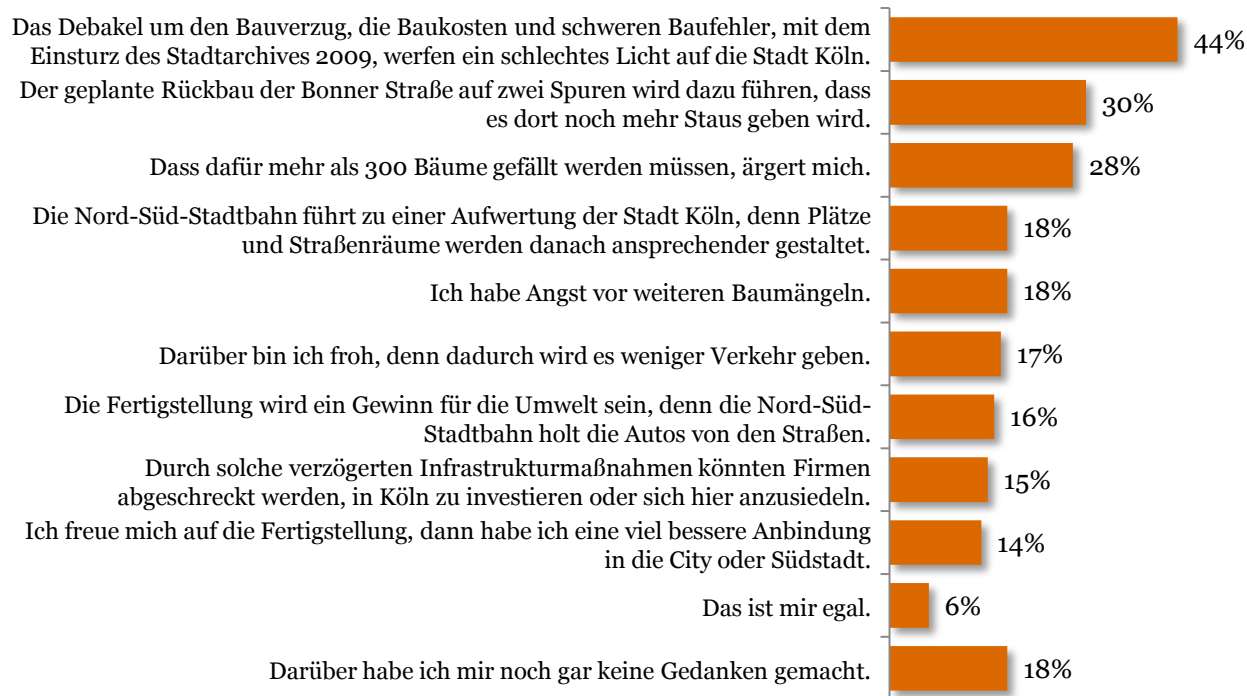 Das Debakel um den Bauverzug, die Baukosten und schweren Baufehler, mit dem
Einsturz des Stadtarchives 2009, werfen ein schlechtes Licht auf die Stadt Köln.
44%
Der geplante Rückbau der Bonner Straße auf zwei Spuren wird dazu führen, dass
es dort noch mehr Staus geben wird.
30%
Dass dafür mehr als 300 Bäume gefällt werden müssen, ärgert mich.
28%
Die Nord-Süd-Stadtbahn führt zu einer Aufwertung der Stadt Köln, denn Plätze
und Straßenräume werden danach ansprechender gestaltet.
18%
Ich habe Angst vor weiteren Baumängeln.
18%
Darüber bin ich froh, denn dadurch wird es weniger Verkehr geben.
17%
Die Fertigstellung wird ein Gewinn für die Umwelt sein, denn die Nord-Süd-
Stadtbahn holt die Autos von den Straßen.
16%
Durch solche verzögerten Infrastrukturmaßnahmen könnten Firmen
abgeschreckt werden, in Köln zu investieren oder sich hier anzusiedeln.
15%
Ich freue mich auf die Fertigstellung, dann habe ich eine viel bessere Anbindung
in die City oder Südstadt.
14%
Das ist mir egal.
6%
Darüber habe ich mir noch gar keine Gedanken gemacht.
18%